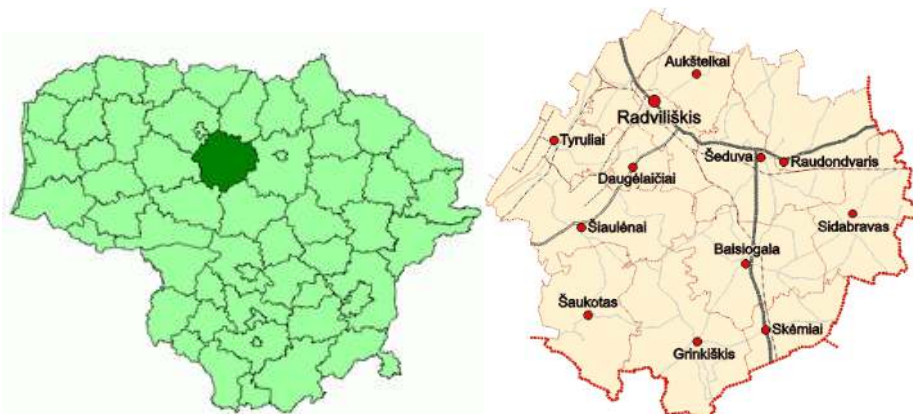 Aukštelkai
Radviliškis
Tyruliai
Šeduva
Raudondvaris
Daugėlaičiai
Sidabravas
Šiaulėnai
Baisiogala
Šaukotas
Skėmiai
Grinkiškis